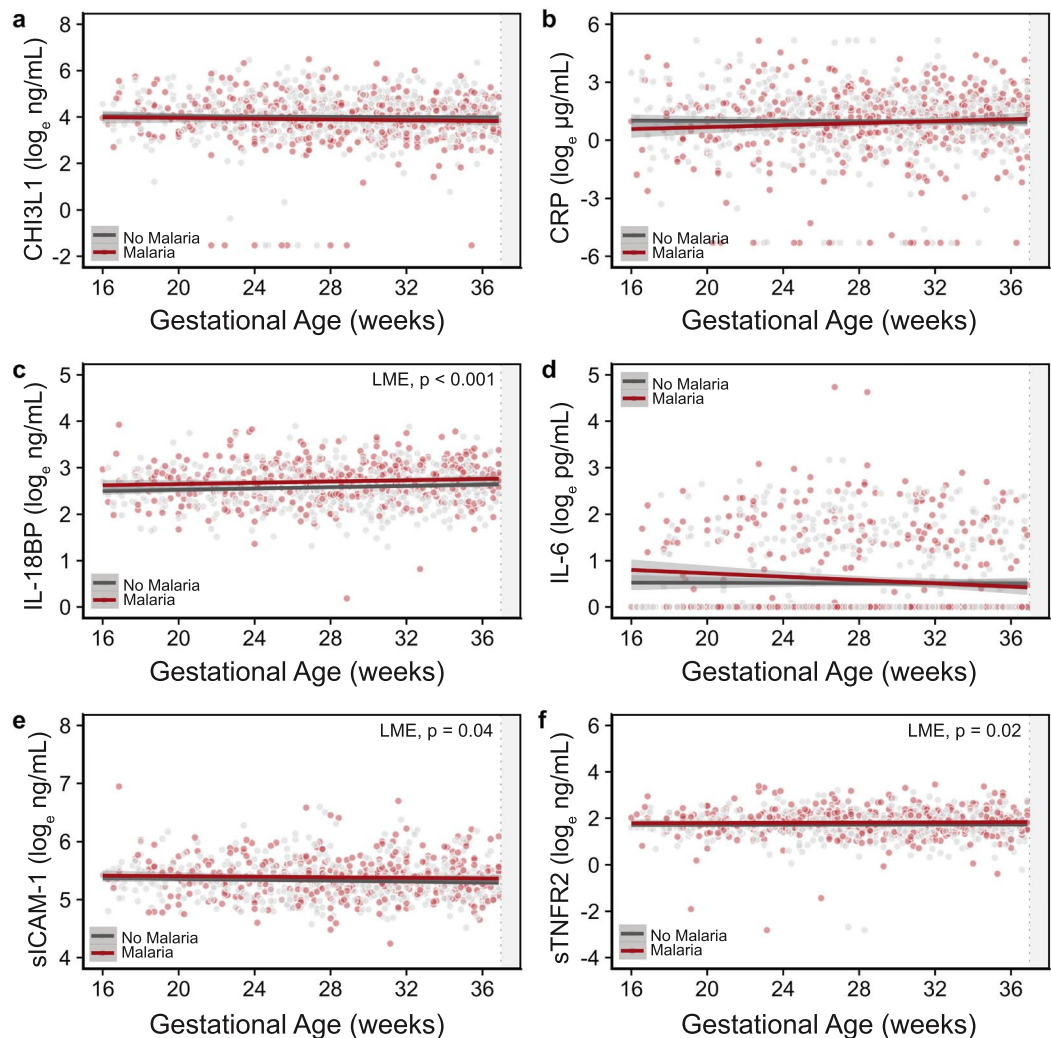 a
8
6
4
2
0
-2
CHI3L1 (logₑ ng/mL)
No Malaria
Malaria
16 20 24 28 32 36
Gestational Age (weeks)
b
6
3
0
-3
-6
CRP (logₑ µg/mL)
No Malaria
Malaria
16 20 24 28 32 36
Gestational Age (weeks)
c
LME, p < 0.001
5
4
3
2
1
0
IL-18BP (logₑ ng/mL)
No Malaria
Malaria
16 20 24 28 32 36
Gestational Age (weeks)
d
No Malaria
Malaria
5
4
3
2
1
0
IL-6 (logₑ pg/mL)
16 20 24 28 32 36
Gestational Age (weeks)
e
LME, p = 0.04
8
7
6
5
4
sICAM-1 (logₑ ng/mL)
No Malaria
Malaria
16 20 24 28 32 36
Gestational Age (weeks)
f
LME, p = 0.02
6
4
2
0
-2
-4
sTNFR2 (logₑ ng/mL)
No Malaria
Malaria
16 20 24 28 32 36
Gestational Age (weeks)